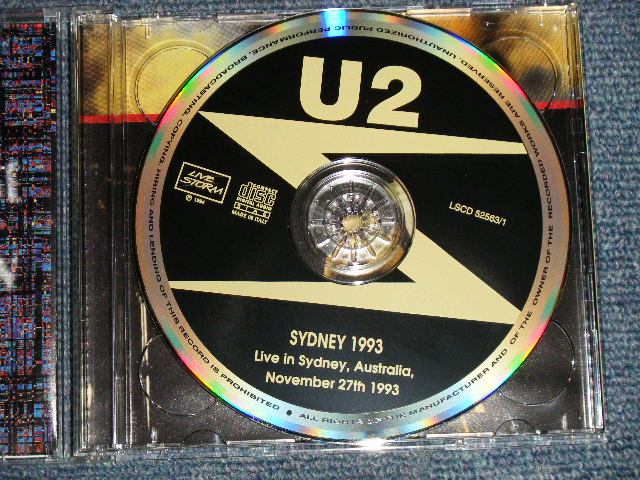 U2
LIVE
STORM
℗ 1994
COMPACT
disc
DIGITAL AUDIO
MADE IN ITALY
LSCD 52563/1
SYDNEY 1993
Live in Sydney, Australia,
November 27th 1993
ALL RIGHTS MANUFACTURER AND OF THE OWNER OF THE RECORDED WORKS ARE RESERVED. UNAUTHORIZED PUBLIC PERFORMANCE, BROADCASTING, COPYING, HIRING AND LENDING OF THIS RECORD IS PROHIBITED